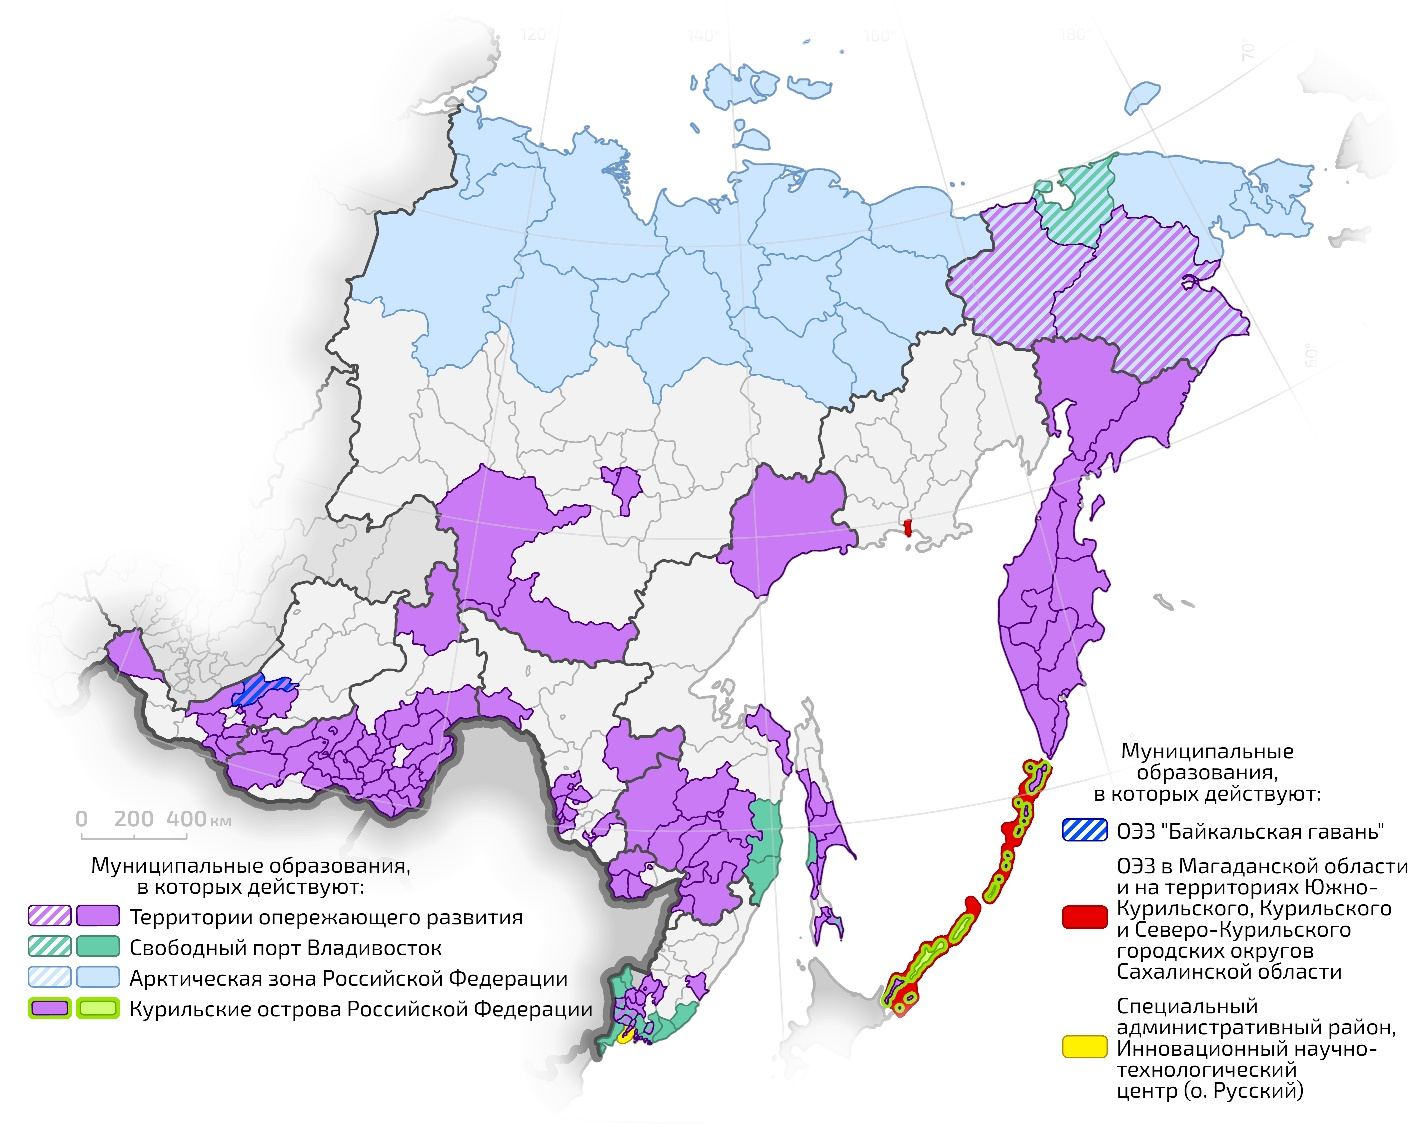 120°
140°
160°
180°
70°
60°
0 200 400 км
Муниципальные образования,
в которых действуют:
Территории опережающего развития
Свободный порт Владивосток
Арктическая зона Российской Федерации
Курильские острова Российской Федерации
Муниципальные
образования,
в которых действуют:
ОЭЗ "Байкальская гавань"
ОЭЗ в Магаданской области
и на территориях Южно-
Курильского, Курильского
и Северо-Курильского
городских округов
Сахалинской области
Специальный
административный район,
Инновационный научно-
технологический
центр (о. Русский)